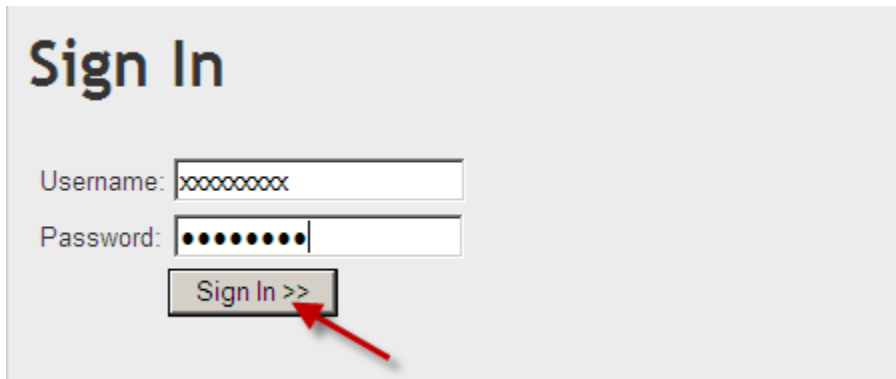 Sign In
Username: xxxxxxxxx
Password: ●●●●●●●●
Sign In >>